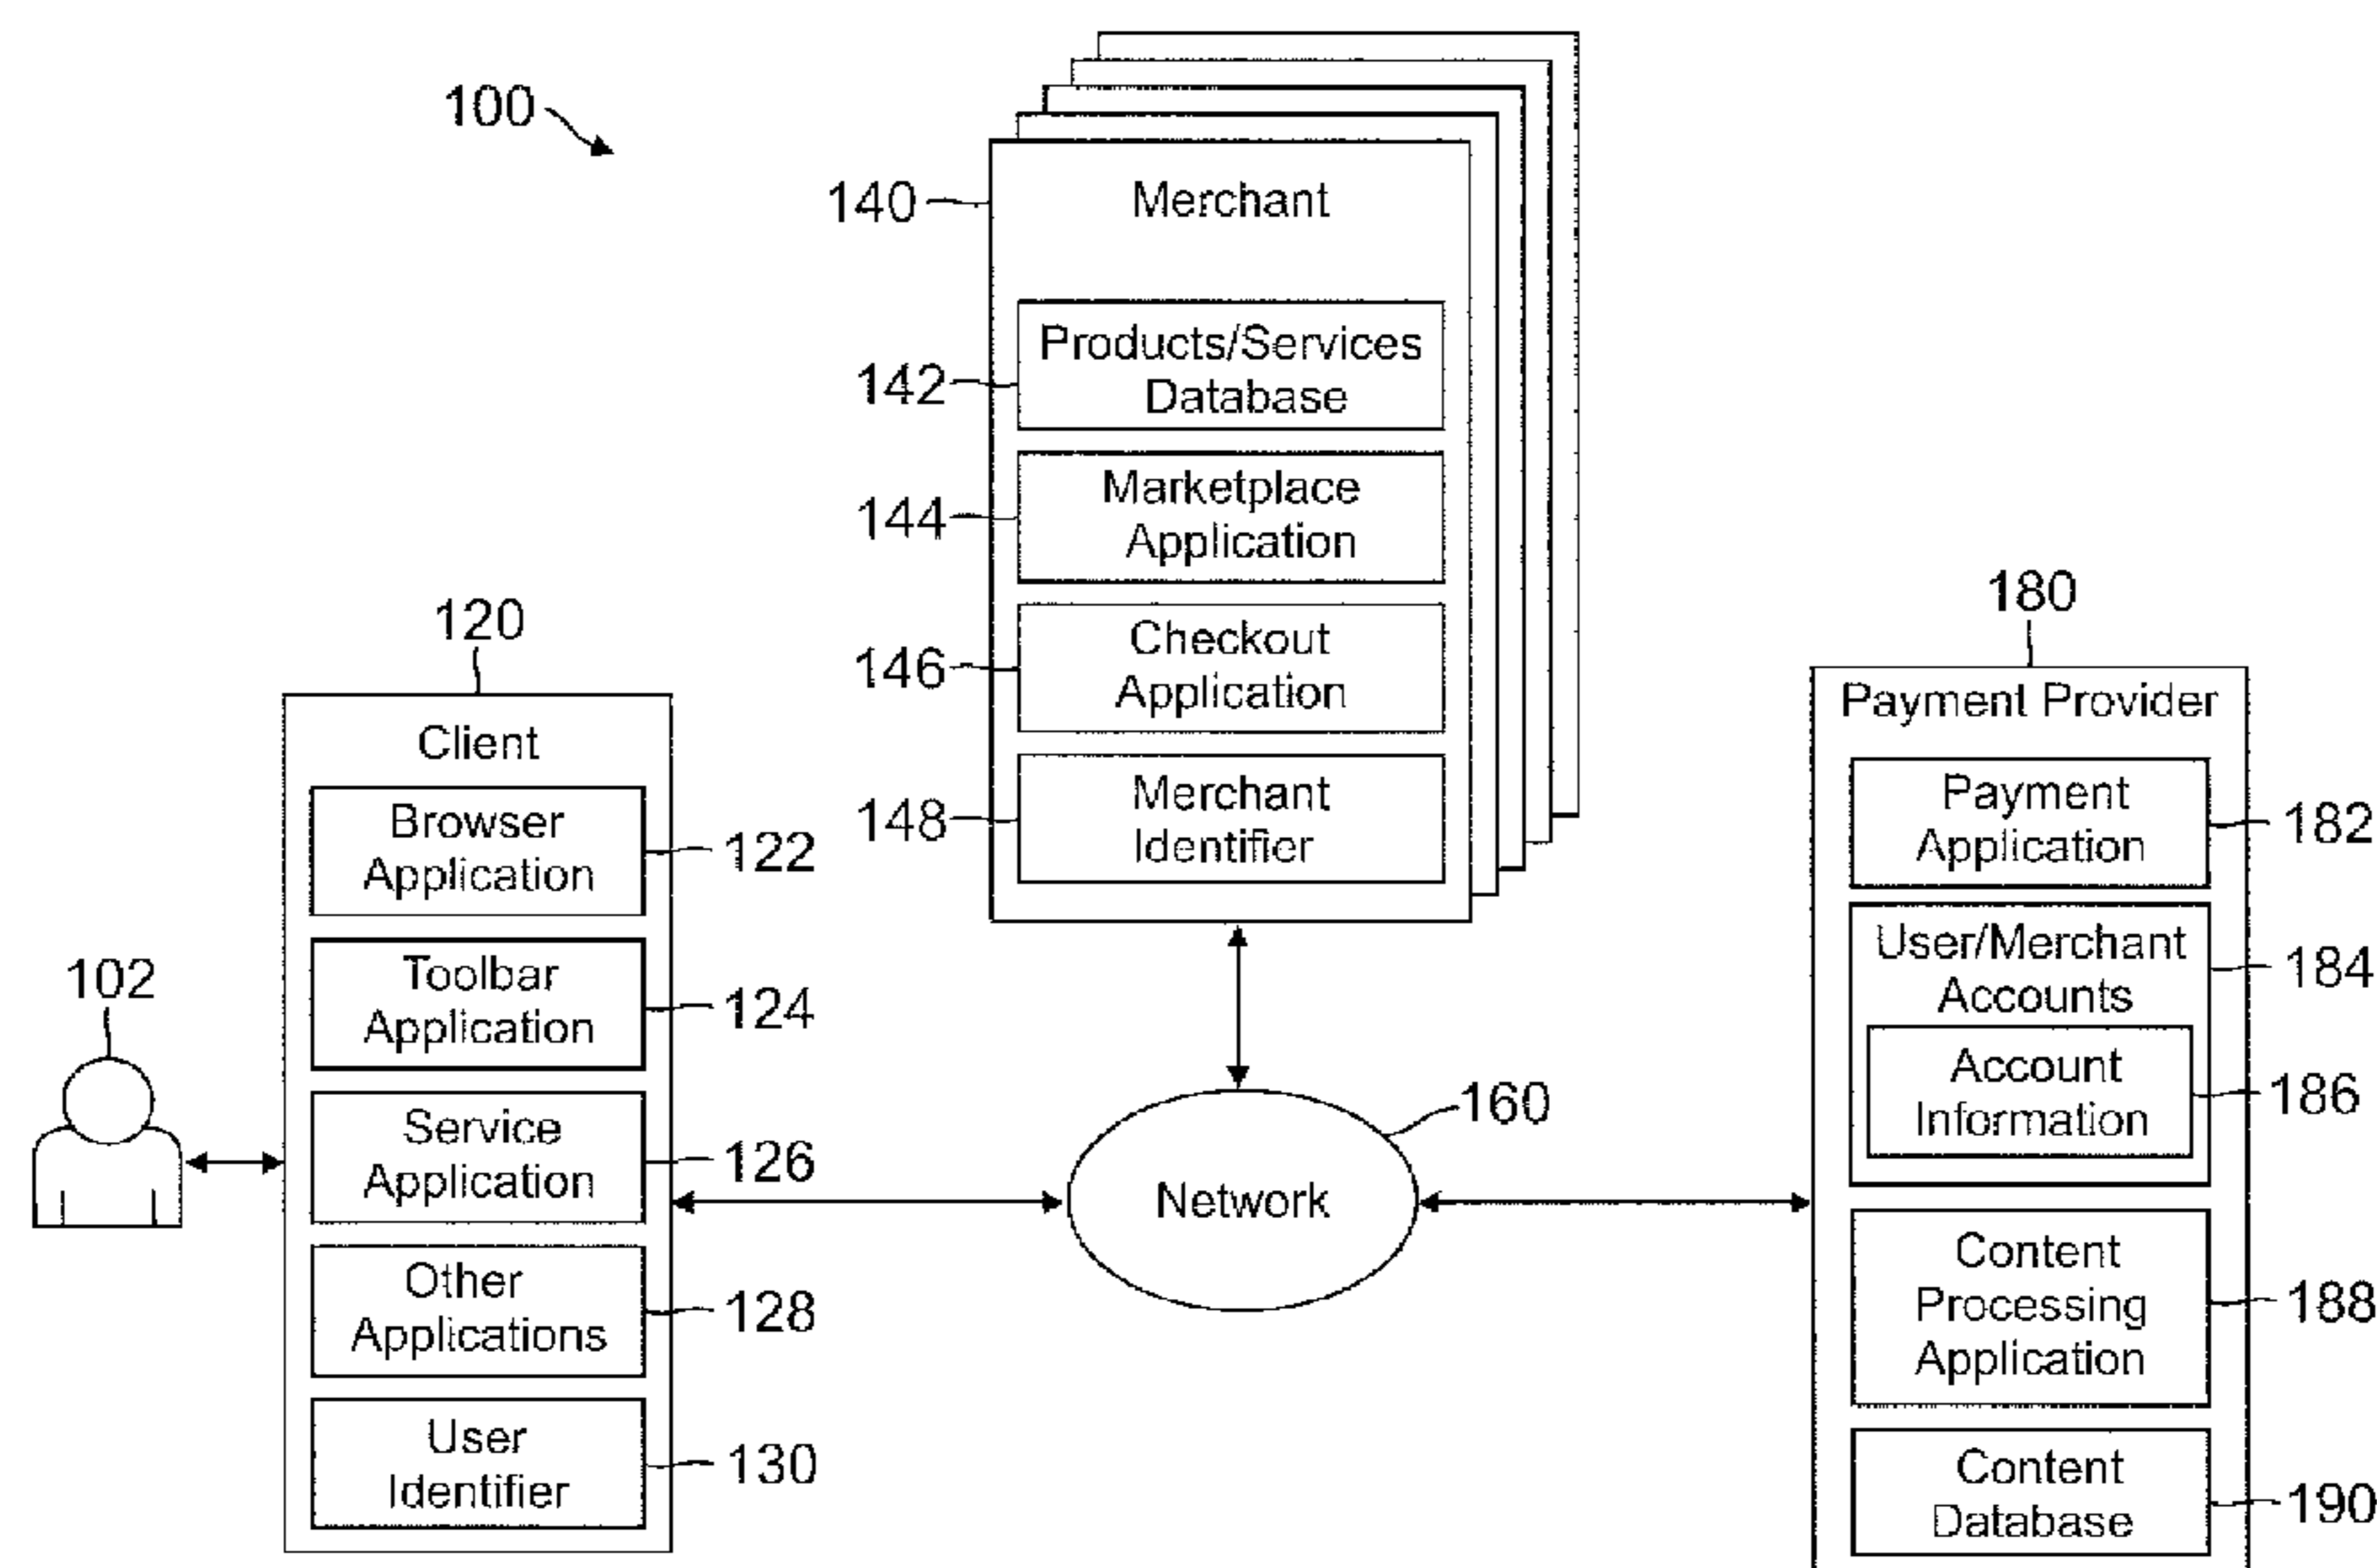 100
140
Merchant
Products/Services
Database
142
Marketplace
Application
144
Checkout
Application
146
Merchant
Identifier
148
120
Client
Browser
Application
122
Toolbar
Application
124
Service
Application
126
Other
Applications
128
User
Identifier
130
102
Network
160
180
Payment Provider
Payment
Application
182
User/Merchant
Accounts
184
Account
Information
186
Content
Processing
Application
188
Content
Database
190